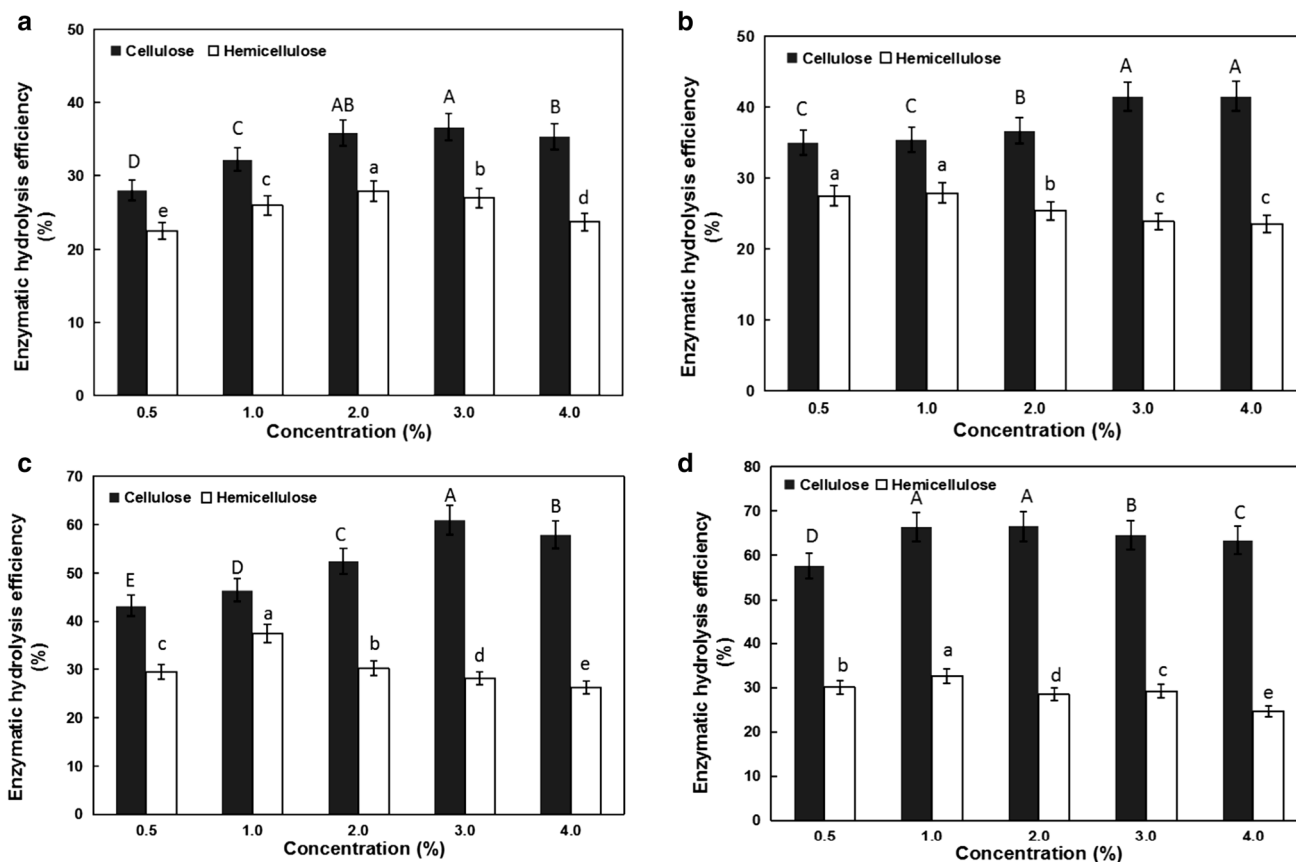 a
50
40
30
20
10
0
Enzymatic hydrolysis efficiency
(%)
Cellulose Hemicellulose
D e C c AB a A b B d
0.5 1.0 2.0 3.0 4.0
Concentration (%)
b
50
40
30
20
10
0
Enzymatic hydrolysis efficiency
(%)
Cellulose Hemicellulose
C a C a B b A c A c
0.5 1.0 2.0 3.0 4.0
Concentration (%)
c
70
60
50
40
30
20
10
0
Enzymatic hydrolysis efficiency
(%)
Cellulose Hemicellulose
E c D a C b A d B e
0.5 1.0 2.0 3.0 4.0
Concentration (%)
d
80
70
60
50
40
30
20
10
0
Enzymatic hydrolysis efficiency
(%)
Cellulose Hemicellulose
D b A a A d B c C e
0.5 1.0 2.0 3.0 4.0
Concentration (%)